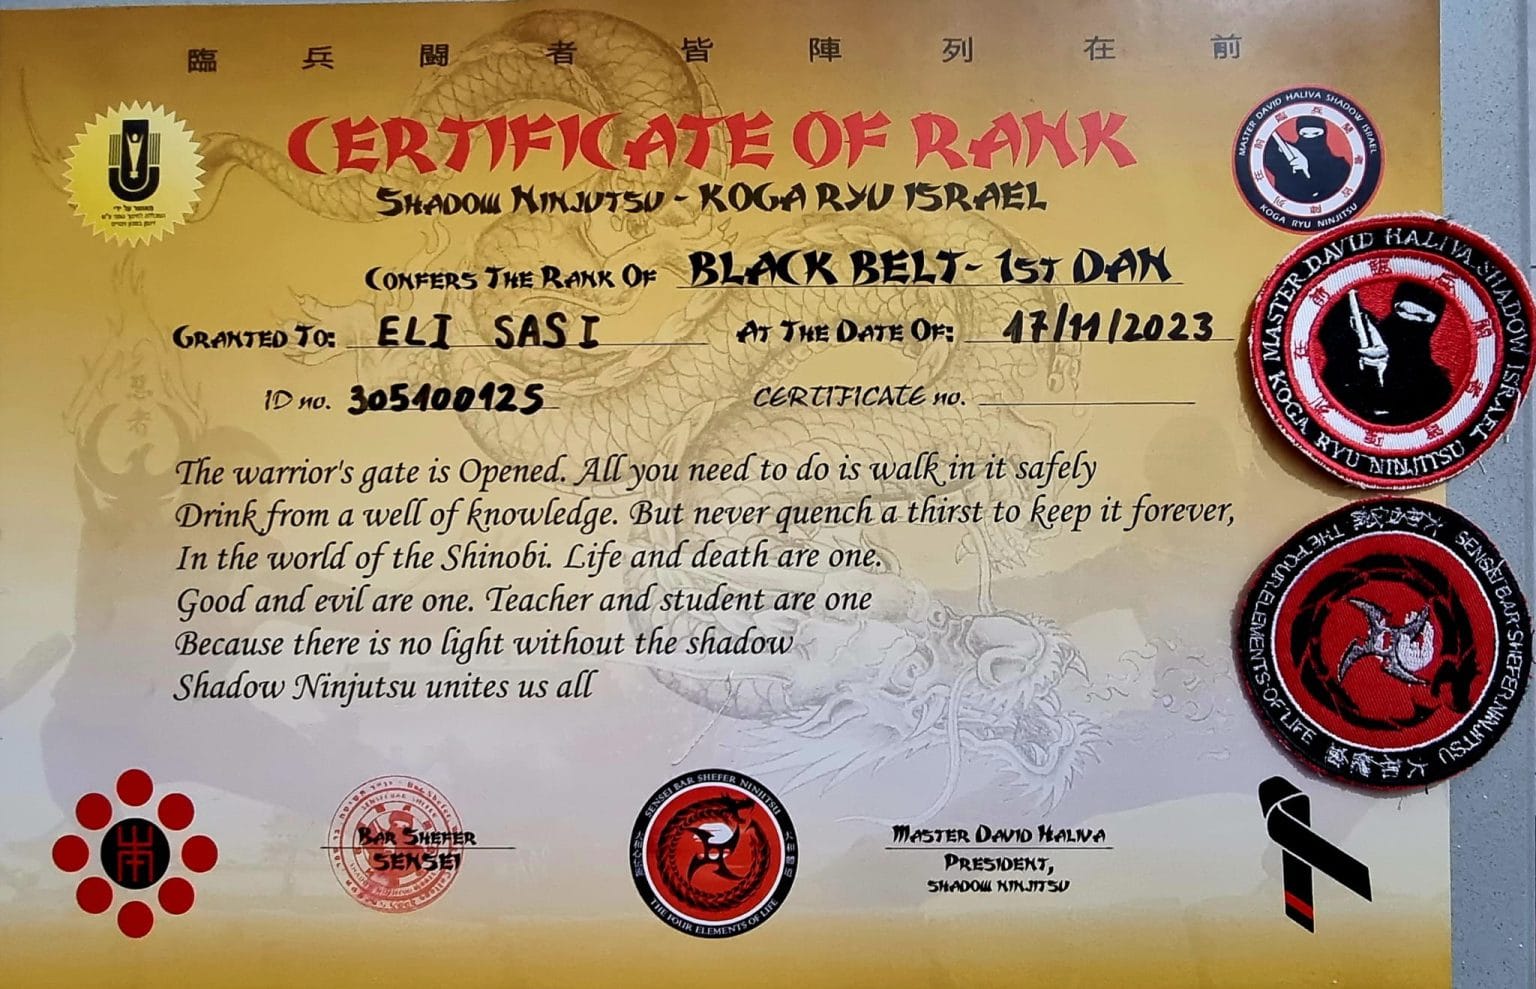 臨 兵 闘 者 皆 陣 列 在 前
CERTIFICATE OF RANK
SHADOW NINJUTSU - KOGA RYU ISRAEL
CONFERS THE RANK OF BLACK BELT- 1ST DAN
GRANTED TO: ELI SASI AT THE DATE OF: 17/11/2023
ID no. 305100125 CERTIFICATE no.
The warrior's gate is Opened. All you need to do is walk in it safely
Drink from a well of knowledge. But never quench a thirst to keep it forever,
In the world of the Shinobi. Life and death are one.
Good and evil are one. Teacher and student are one
Because there is no light without the shadow
Shadow Ninjutsu unites us all
מאושר על ידי
MASTER DAVID HALIVA SHADOW ISRAEL
KOGA RYU NINJITSU
MASTER DAVID HALIVA SHADOW ISRAEL
KOGA RYU NINJITSU
SENSEI BAR SHEFER NINJITSU
THE FOUR ELEMENTS OF LIFE
忍者
BAR SHEFER
SENSEI
SENSEI BAR SHEFER NINJITSU
THE FOUR ELEMENTS OF LIFE
MASTER DAVID HALIVA
PRESIDENT,
SHADOW NINJITSU